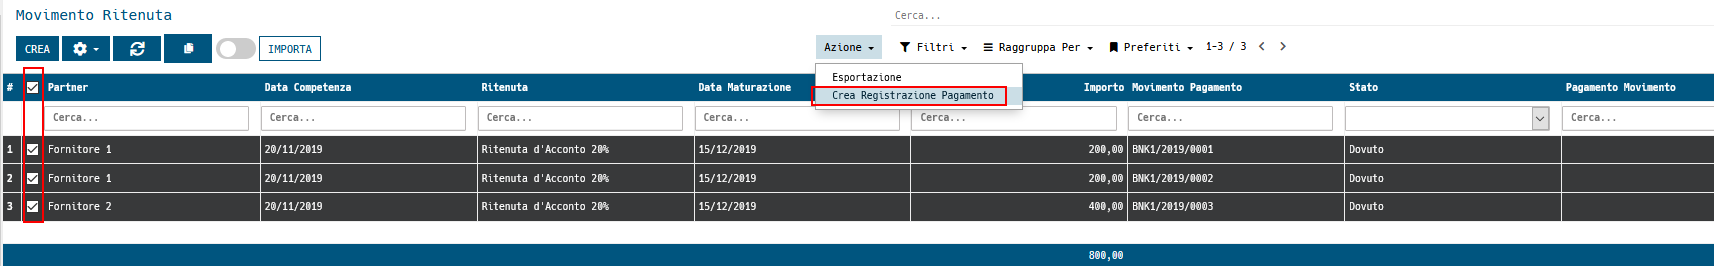 Movimento Ritenuta
Cerca...
CREA IMPORTA Azione Filtri Raggruppa Per Preferiti 1-3 / 3
Esportazione
Crea Registrazione Pagamento
# Partner Data Competenza Ritenuta Data Maturazione Importo Movimento Pagamento Stato Pagamento Movimento
Cerca... Cerca... Cerca... Cerca... Cerca... Cerca... Cerca...
1 Fornitore 1 20/11/2019 Ritenuta d'Acconto 20% 15/12/2019 200,00 BNK1/2019/0001 Dovuto
2 Fornitore 1 20/11/2019 Ritenuta d'Acconto 20% 15/12/2019 200,00 BNK1/2019/0002 Dovuto
3 Fornitore 2 20/11/2019 Ritenuta d'Acconto 20% 15/12/2019 400,00 BNK1/2019/0003 Dovuto
800,00